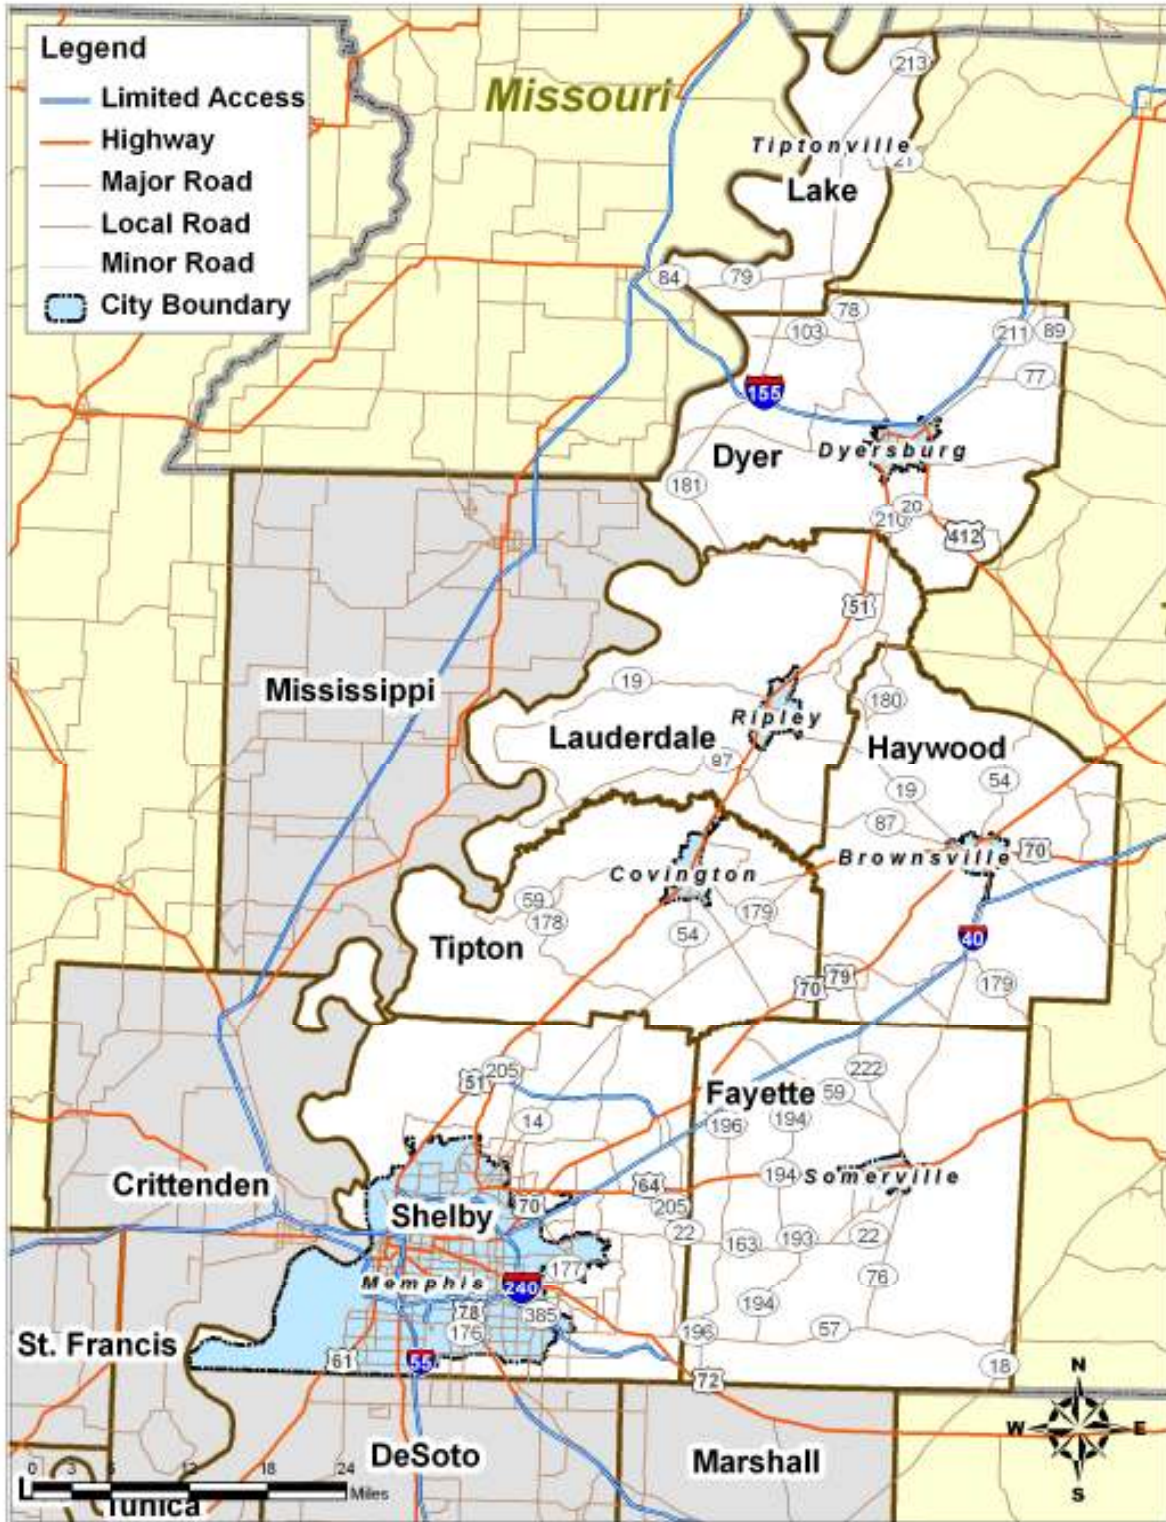 Legend
Limited Access
Highway
Major Road
Local Road
Minor Road
City Boundary
Missouri
213
Tiptonville
21
Lake
84
79
78
103
211
89
77
155
Dyer
Dyersburg
181
210
20
412
51
Mississippi
19
Ripley
180
Lauderdale
Haywood
87
54
19
87
Brownsville
70
Covington
59
178
179
54
Tipton
40
70
79
179
51
205
222
Fayette
59
14
196
194
Crittenden
64
194
Somerville
Shelby
70
205
22
163
193
22
177
Memphis
240
76
78
385
194
176
St. Francis
196
57
61
55
18
72
N
W
E
S
DeSoto
Marshall
0
3
6
12
18
24
Miles
Tunica